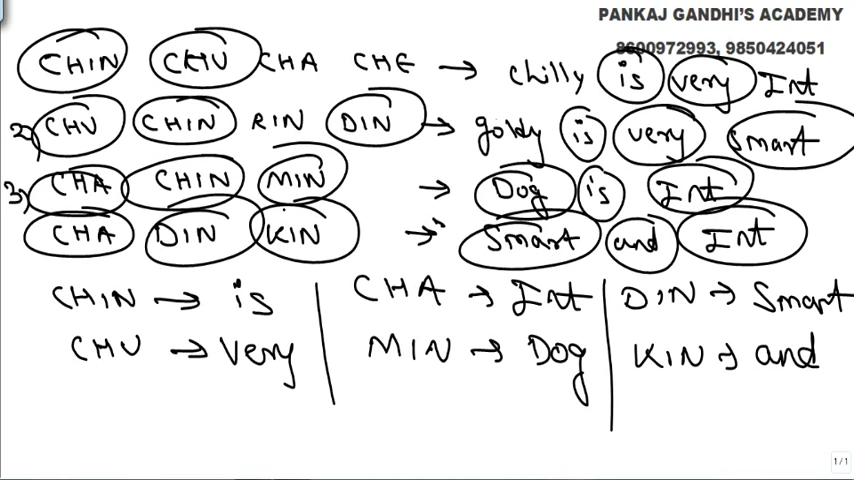 PANKAJ GANDHI'S ACADEMY
8600972993, 9850424051
CHIN CHU CHA CHE → chilly is very Int
2) CHU CHIN RIN DIN → goldy is very Smart
3) CHA CHIN MIN → Dog is Int
CHA DIN KIN → Smart and Int
CHIN → is | CHA → Int | DIN → Smart
CHU → Very | MIN → Dog | KIN → and
1/1